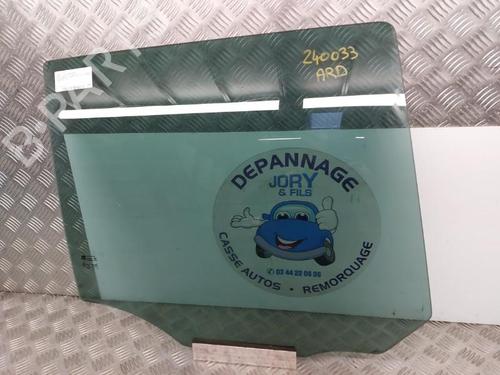 240033
ARD
DEPANNAGE
JORY
& FILS
03 44 22 06 06
CASSE AUTOS - REMORQUAGE